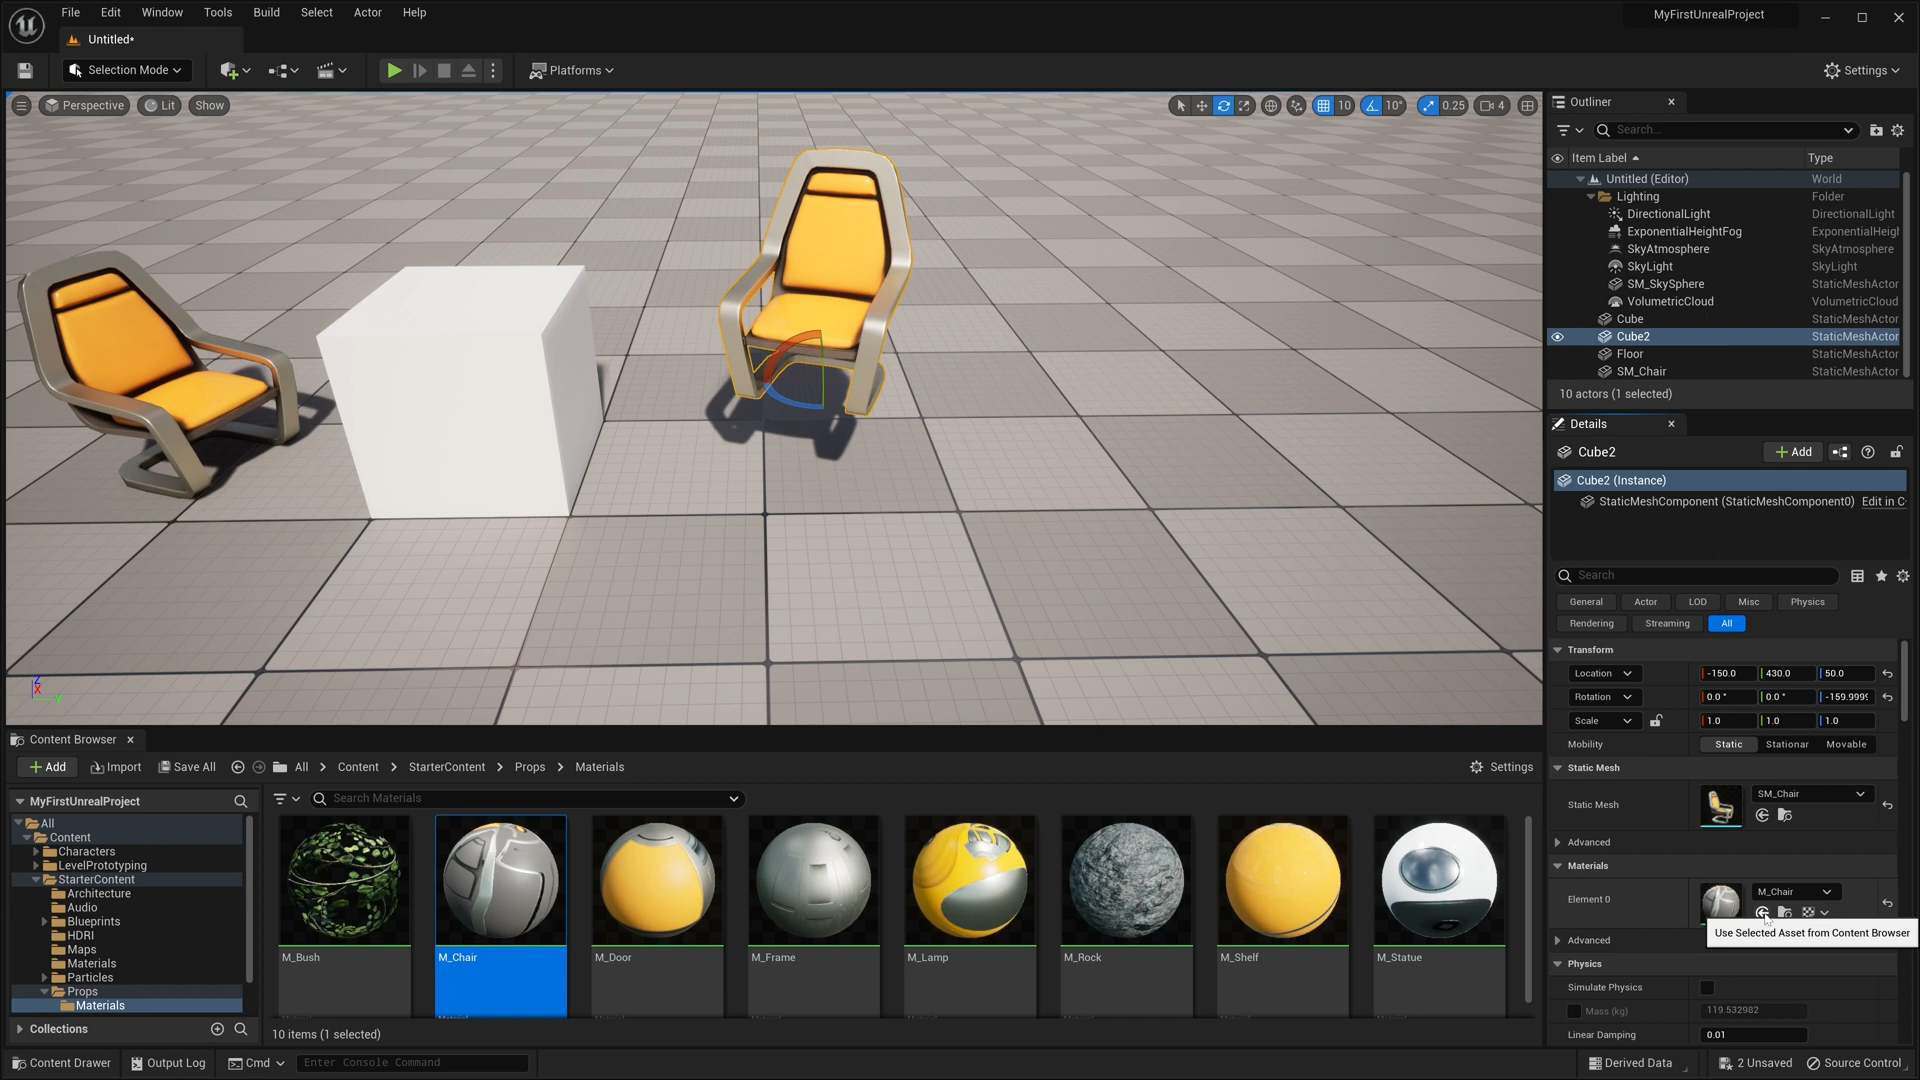 File Edit Window Tools Build Select Actor Help
MyFirstUnrealProject
Untitled*
Selection Mode
Platforms
Settings
Perspective Lit Show
10 10° 0.25 4
Outliner
Search...
Item Label Type
Untitled (Editor) World
Lighting Folder
DirectionalLight DirectionalLight
ExponentialHeightFog ExponentialHeigh
SkyAtmosphere SkyAtmosphere
SkyLight SkyLight
SM_SkySphere StaticMeshActor
VolumetricCloud VolumetricCloud
Cube StaticMeshActor
Cube2 StaticMeshActor
Floor StaticMeshActor
SM_Chair StaticMeshActor
10 actors (1 selected)
Details
Cube2
+ Add
Cube2 (Instance)
StaticMeshComponent (StaticMeshComponent0) Edit in C
Search
General Actor LOD Misc Physics
Rendering Streaming All
Transform
Location -150.0 430.0 50.0
Rotation 0.0 ° 0.0 ° -159.999
Scale 1.0 1.0 1.0
Mobility Static Stationar Movable
Static Mesh
Static Mesh SM_Chair
Advanced
Materials
Element 0 M_Chair
Use Selected Asset from Content Browser
Advanced
Physics
Simulate Physics
Mass (kg) 119.532982
Linear Damping 0.01
Z
X
Y
Content Browser
+ Add Import Save All All Content StarterContent Props Materials
Settings
MyFirstUnrealProject
Search Materials
All
Content
Characters
LevelPrototyping
StarterContent
Architecture
Audio
Blueprints
HDRI
Maps
Materials
Particles
Props
Materials
Collections
M_Bush M_Chair M_Door M_Frame M_Lamp M_Rock M_Shelf M_Statue
10 items (1 selected)
Content Drawer Output Log Cmd Enter Console Command
Derived Data 2 Unsaved Source Control